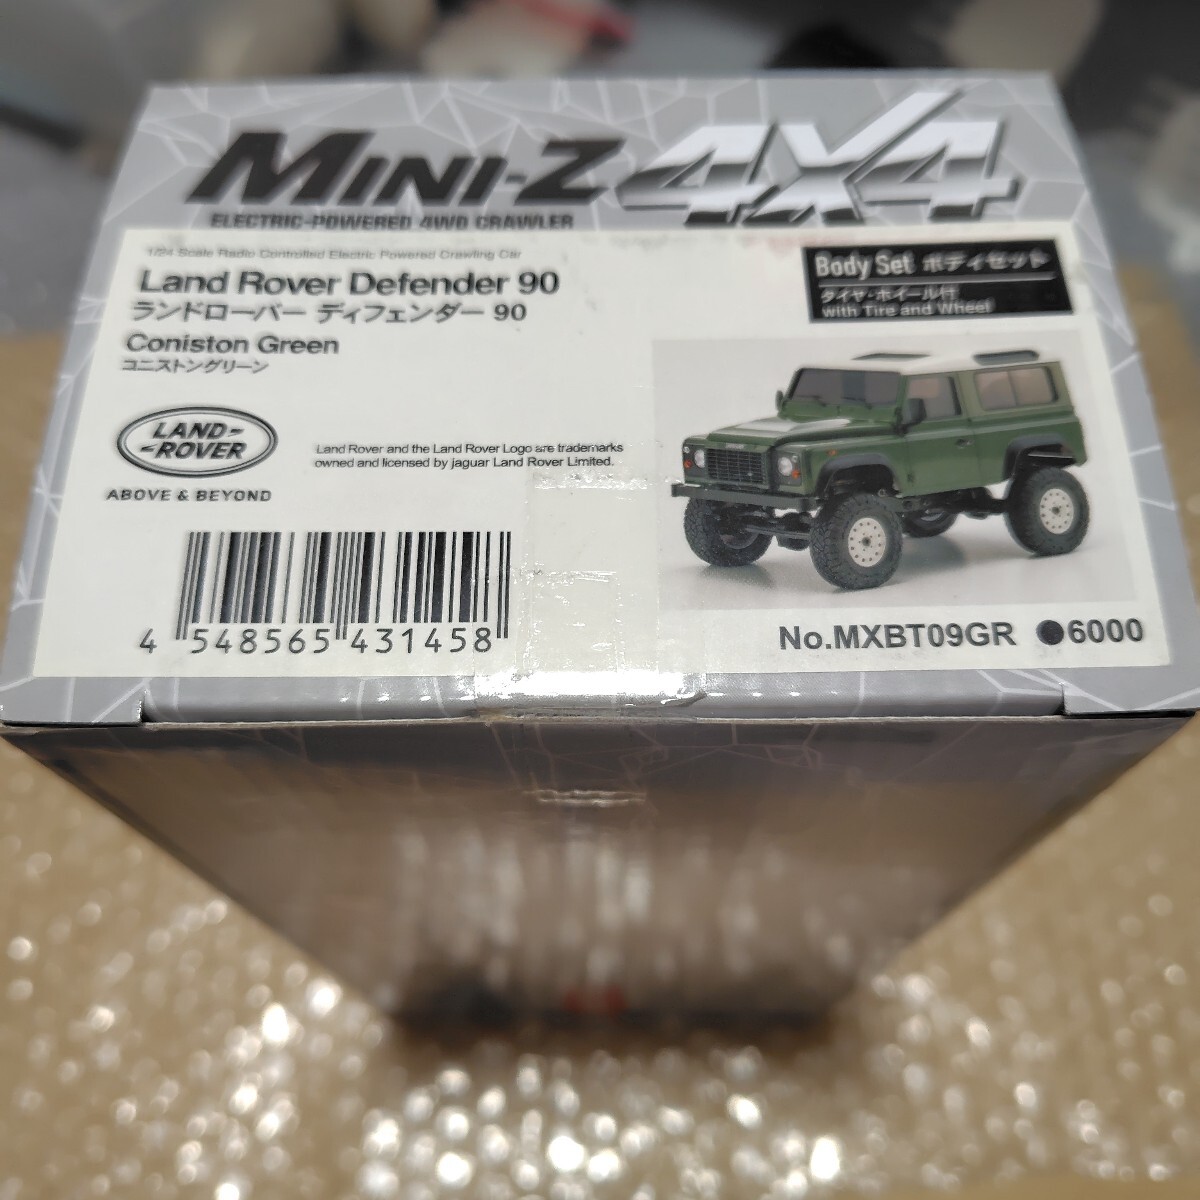 MINI-Z 4X4
ELECTRIC-POWERED 4WD CRAWLER
1/24 Scale Radio Controlled Electric Powered Crawling Car
Land Rover Defender 90
ランドローバー ディフェンダー 90
Coniston Green
コニストングリーン
Body Set ボディセット
タイヤ・ホイール付
with Tire and Wheel
LAND-
-ROVER
ABOVE & BEYOND
Land Rover and the Land Rover Logo are trademarks
owned and licensed by jaguar Land Rover Limited.
4 548565 431458
No.MXBT09GR ●6000